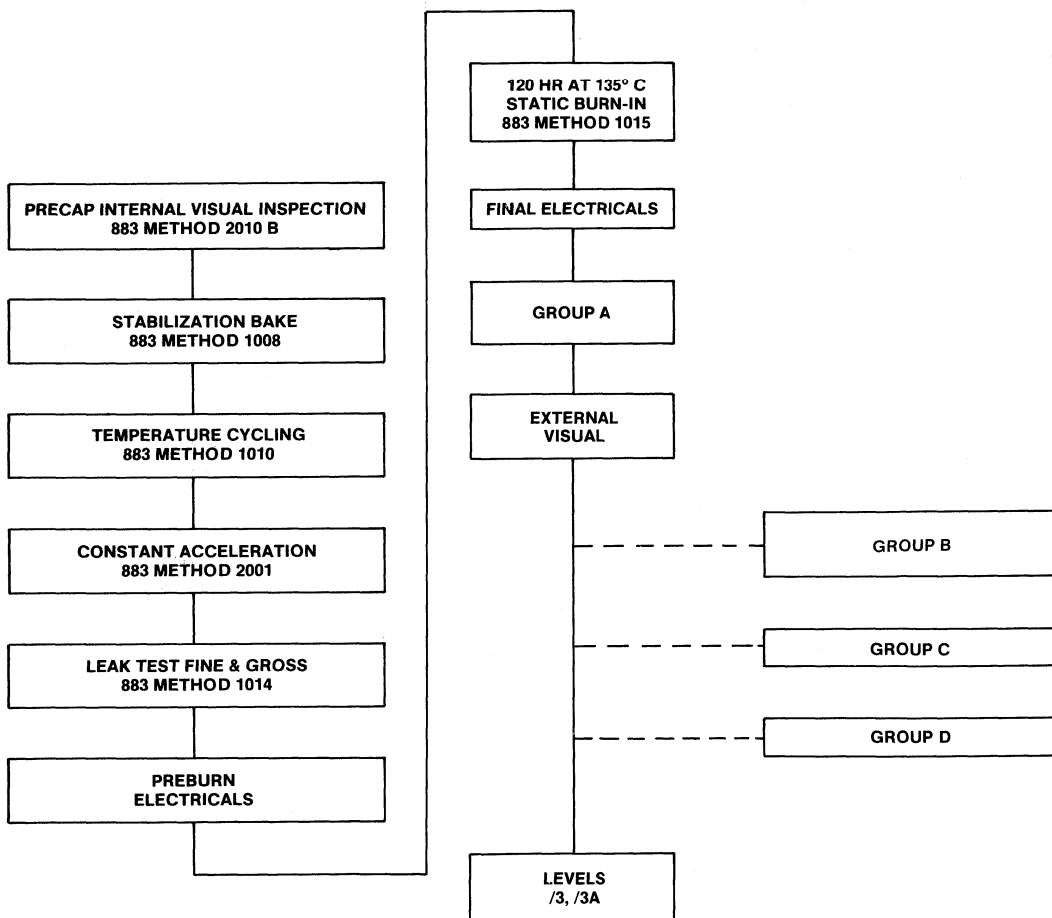 PRECAP INTERNAL VISUAL INSPECTION
883 METHOD 2010 B
STABILIZATION BAKE
883 METHOD 1008
TEMPERATURE CYCLING
883 METHOD 1010
CONSTANT ACCELERATION
883 METHOD 2001
LEAK TEST FINE & GROSS
883 METHOD 1014
PREBURN
ELECTRICALS
120 HR AT 135° C
STATIC BURN-IN
883 METHOD 1015
FINAL ELECTRICALS
GROUP A
EXTERNAL
VISUAL
GROUP B
GROUP C
GROUP D
LEVELS
/3, /3A